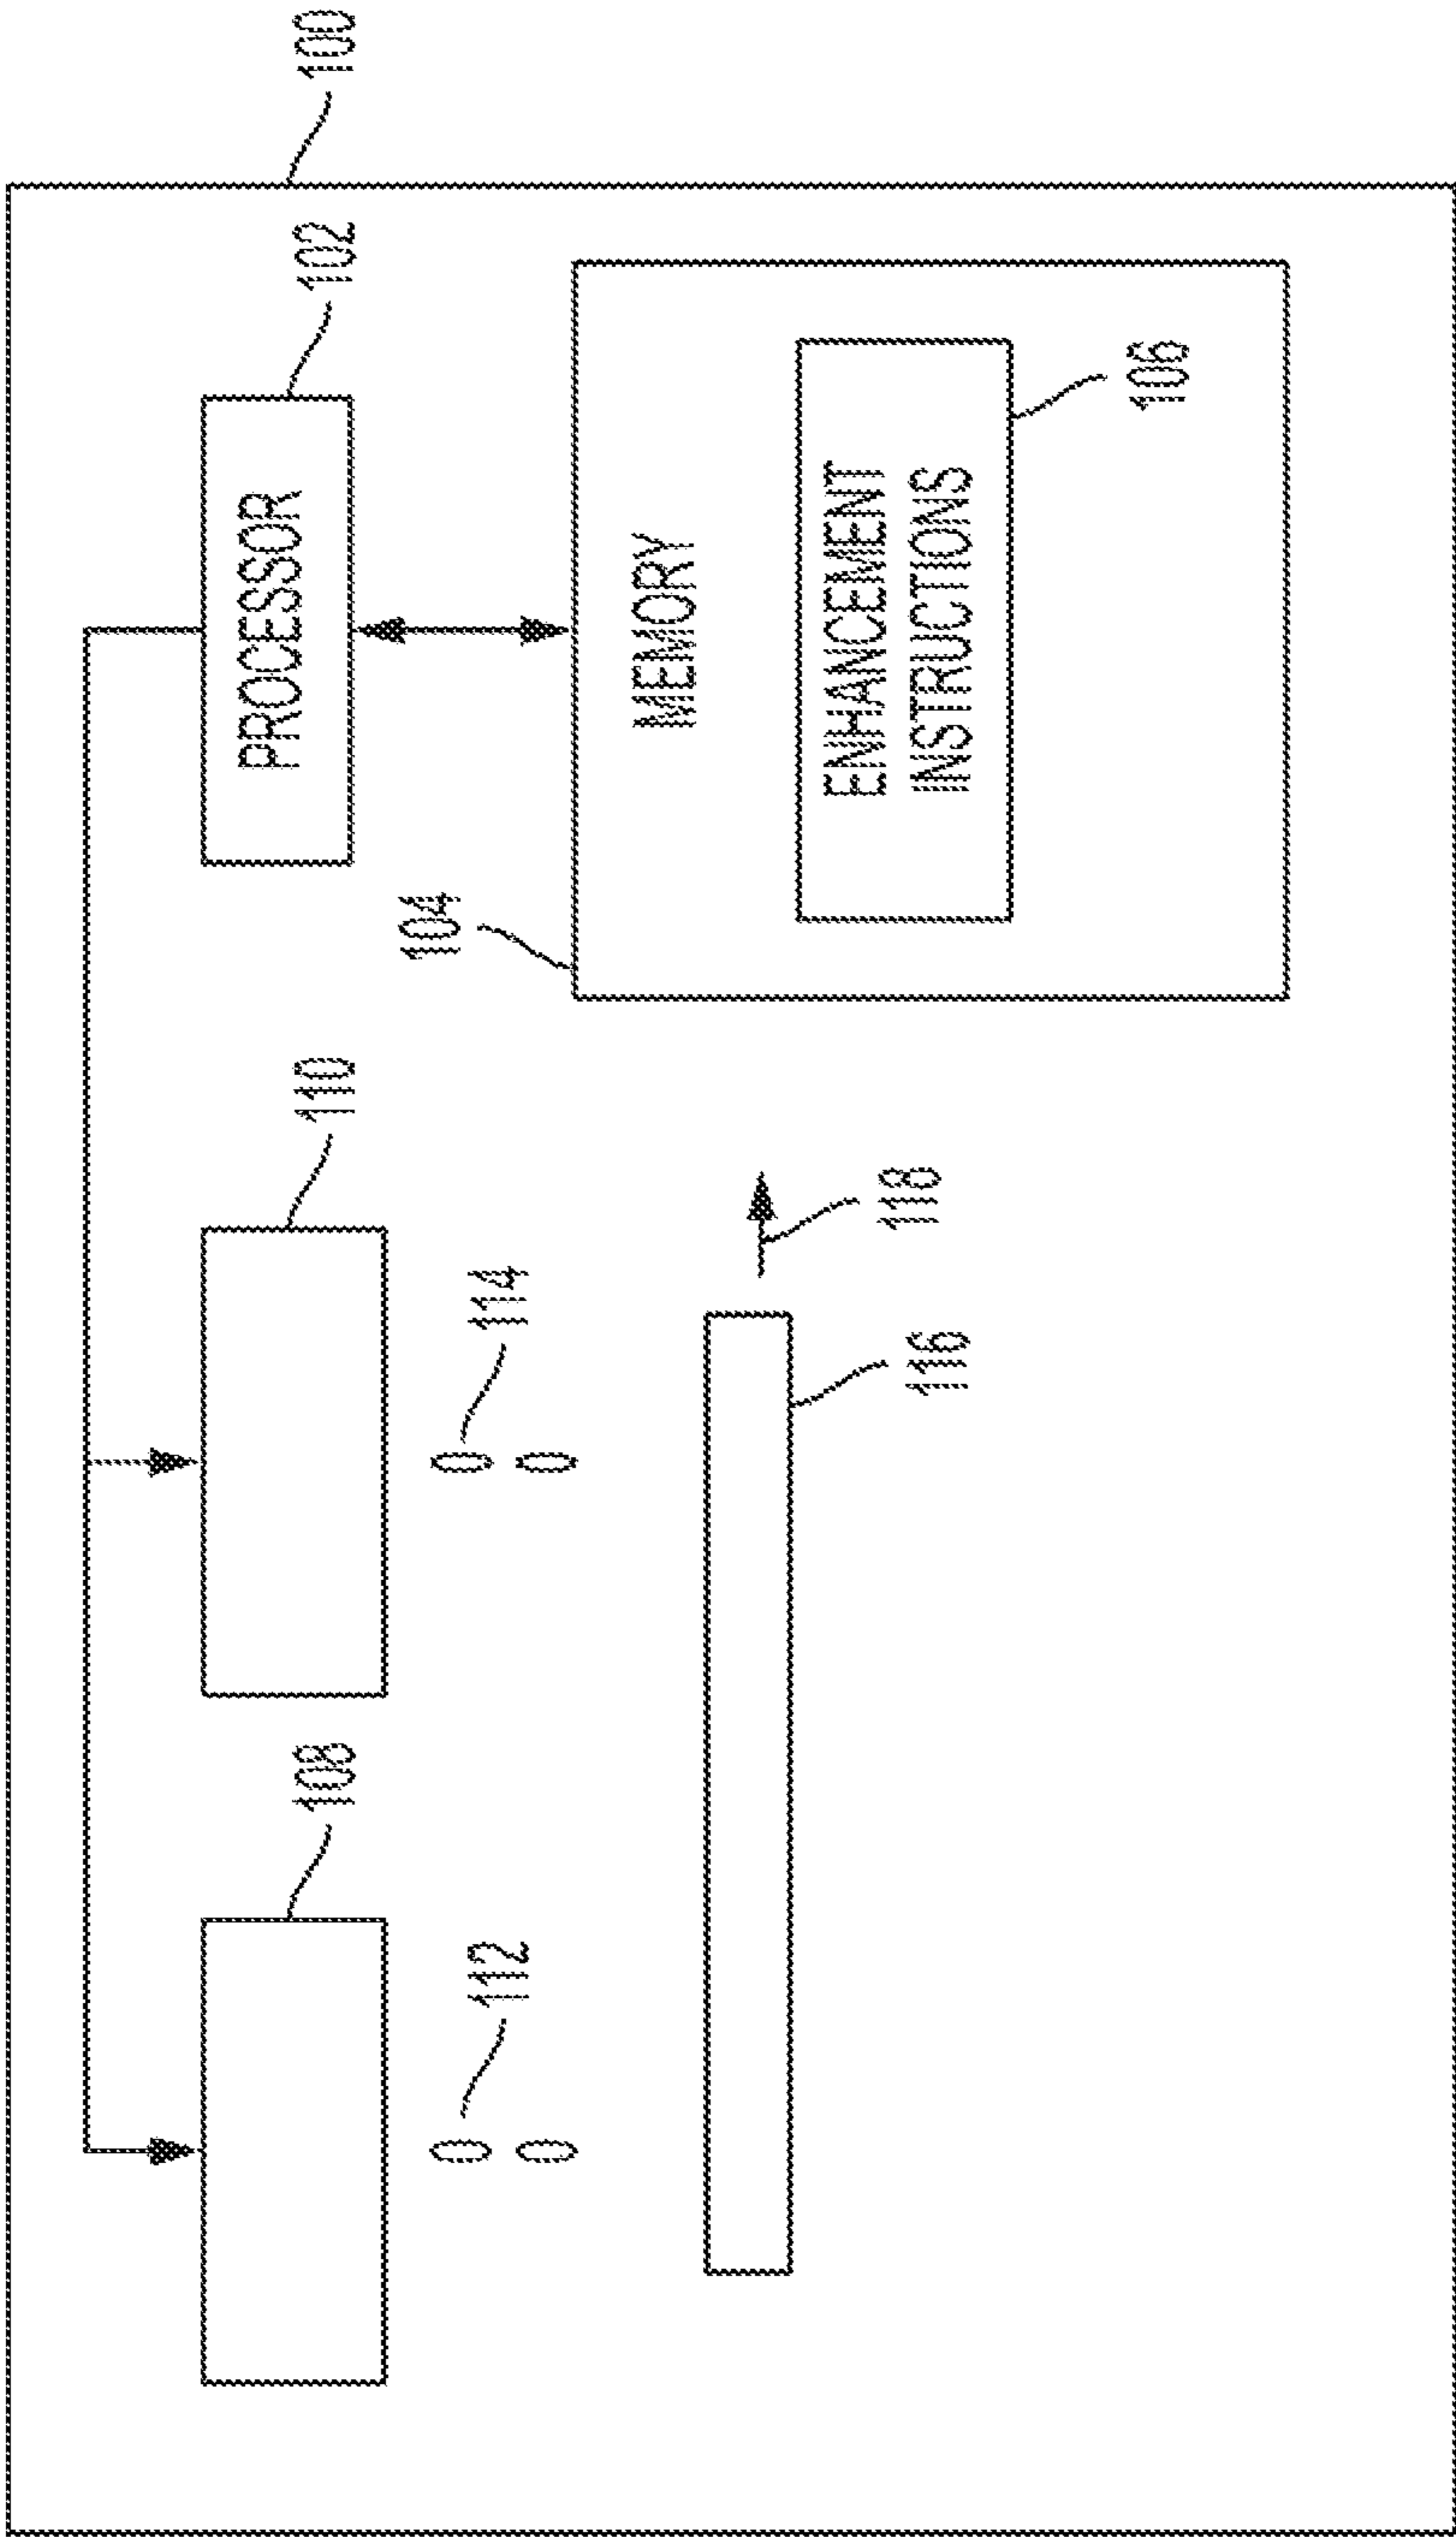 100
102
PROCESSOR
104
MEMORY
ENHANCEMENT
INSTRUCTIONS
106
108
110
112
114
116
118